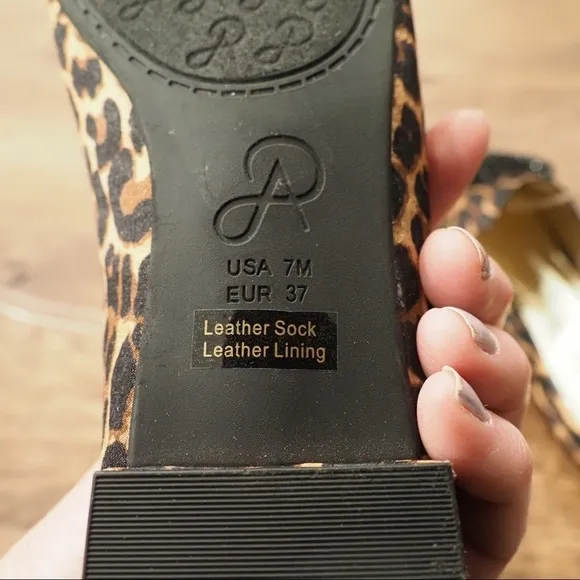 USA 7M
EUR 37
Leather Sock
Leather Lining